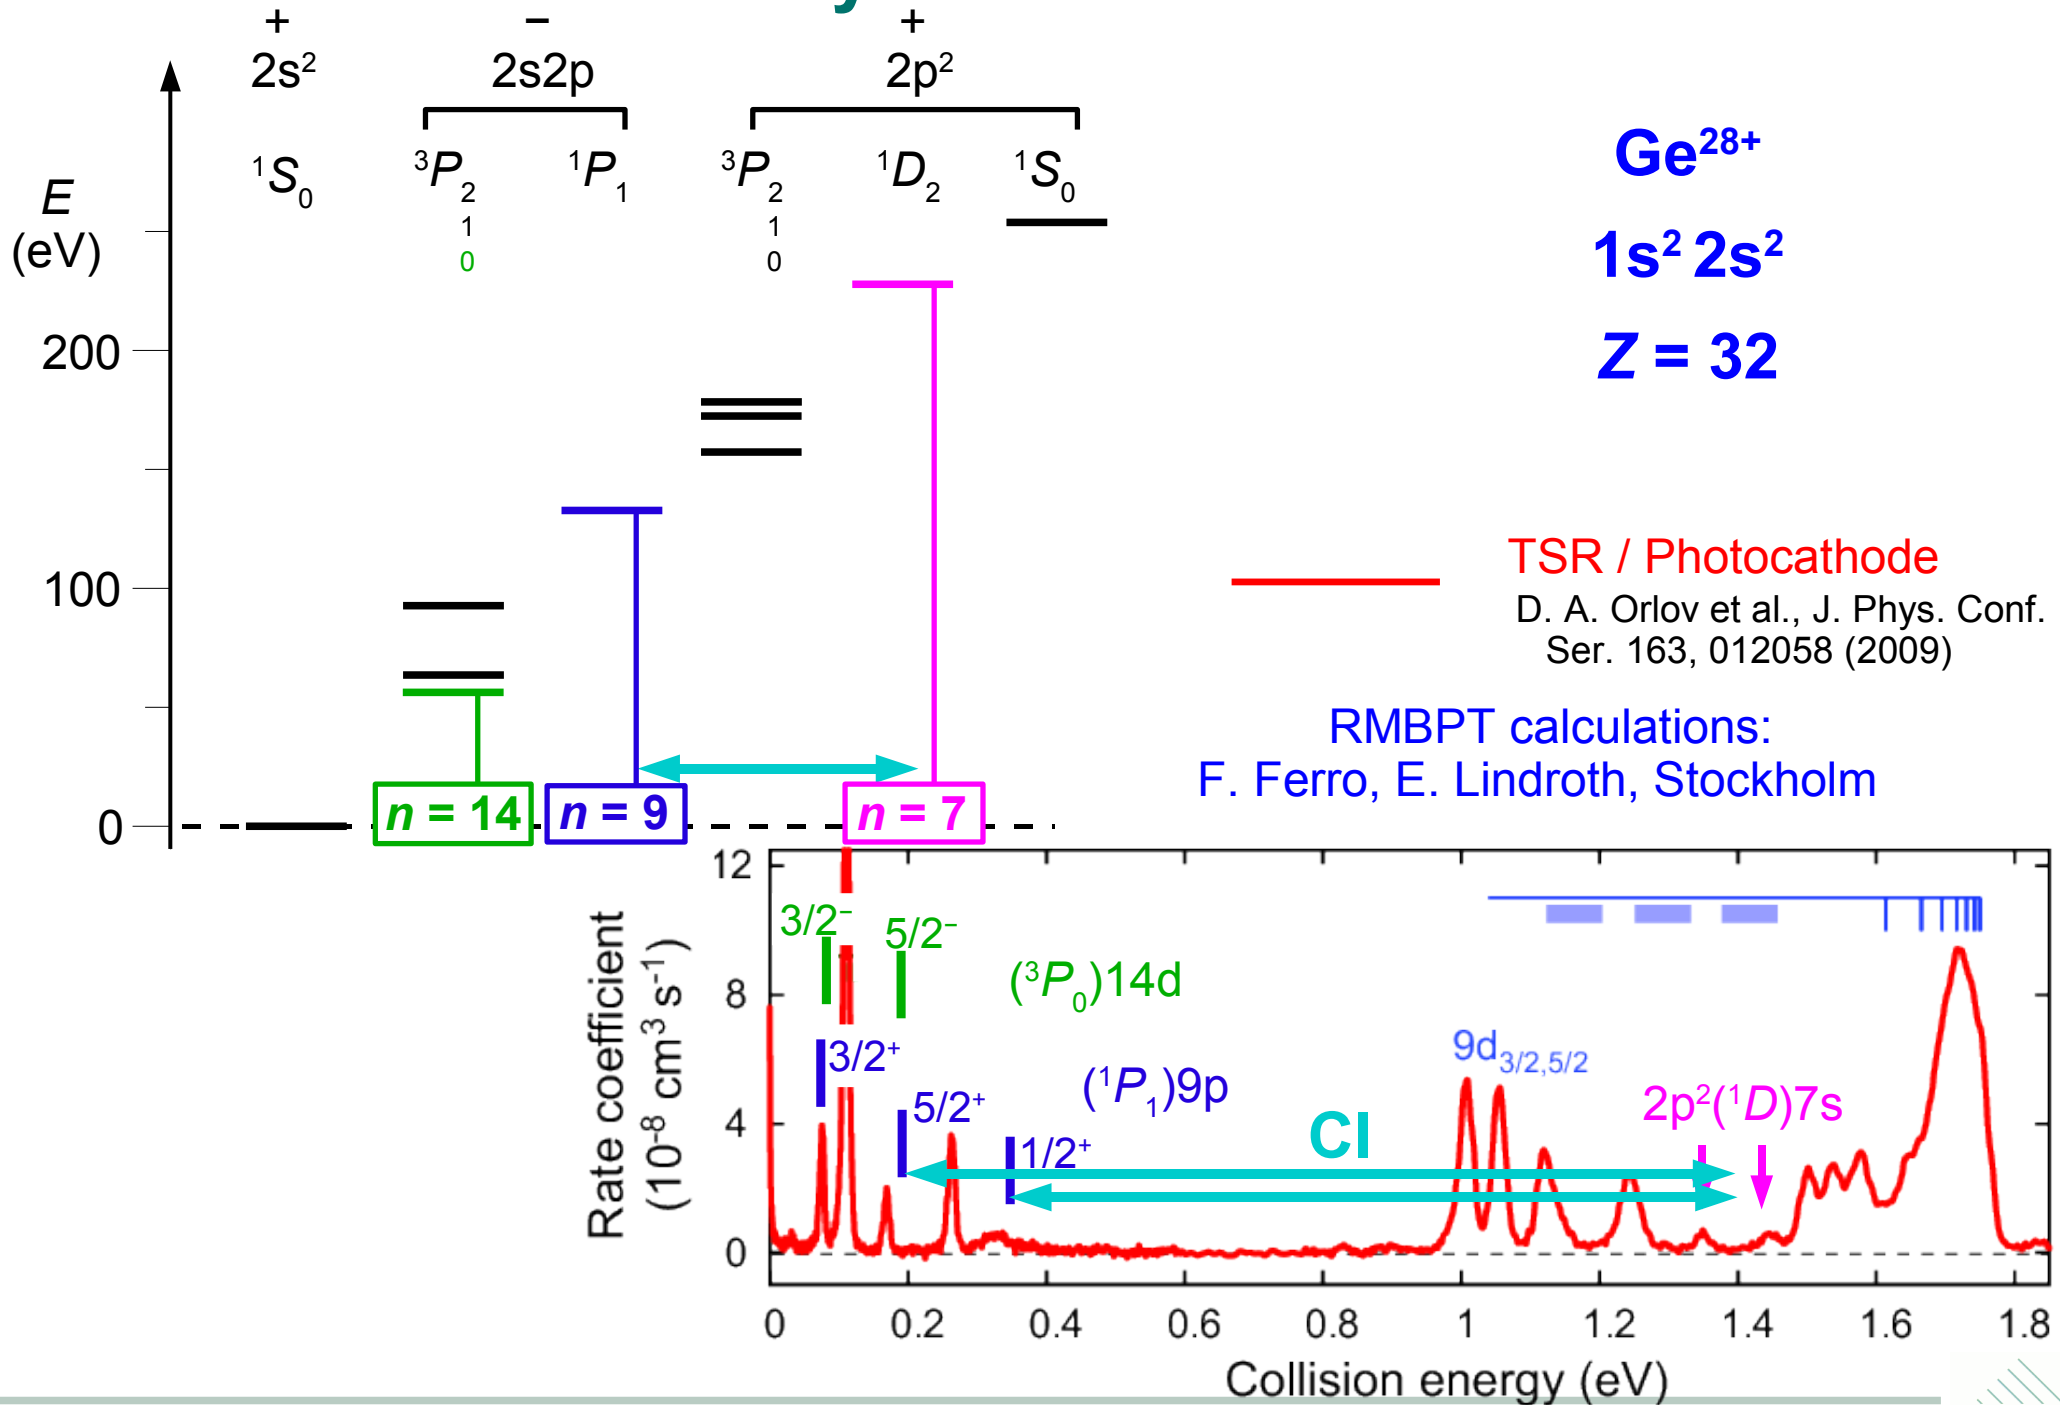 + − +
2s² 2s2p 2p²
¹S₀ ³P₂ ¹P₁ ³P₂ ¹D₂ ¹S₀
1 1
0 0
E
(eV)
200
100
0
n = 14 n = 9 n = 7
Ge²⁸⁺
1s² 2s²
Z = 32
TSR / Photocathode
D. A. Orlov et al., J. Phys. Conf.
Ser. 163, 012058 (2009)
RMBPT calculations:
F. Ferro, E. Lindroth, Stockholm
Rate coefficient
(10⁻⁸ cm³ s⁻¹)
12
8
4
0
3/2⁻ 5/2⁻
(³P₀)14d
3/2⁺
5/2⁺
(¹P₁)9p
1/2⁺
CI
9d₃/₂,₅/₂
2p²(¹D)7s
0 0.2 0.4 0.6 0.8 1 1.2 1.4 1.6 1.8
Collision energy (eV)